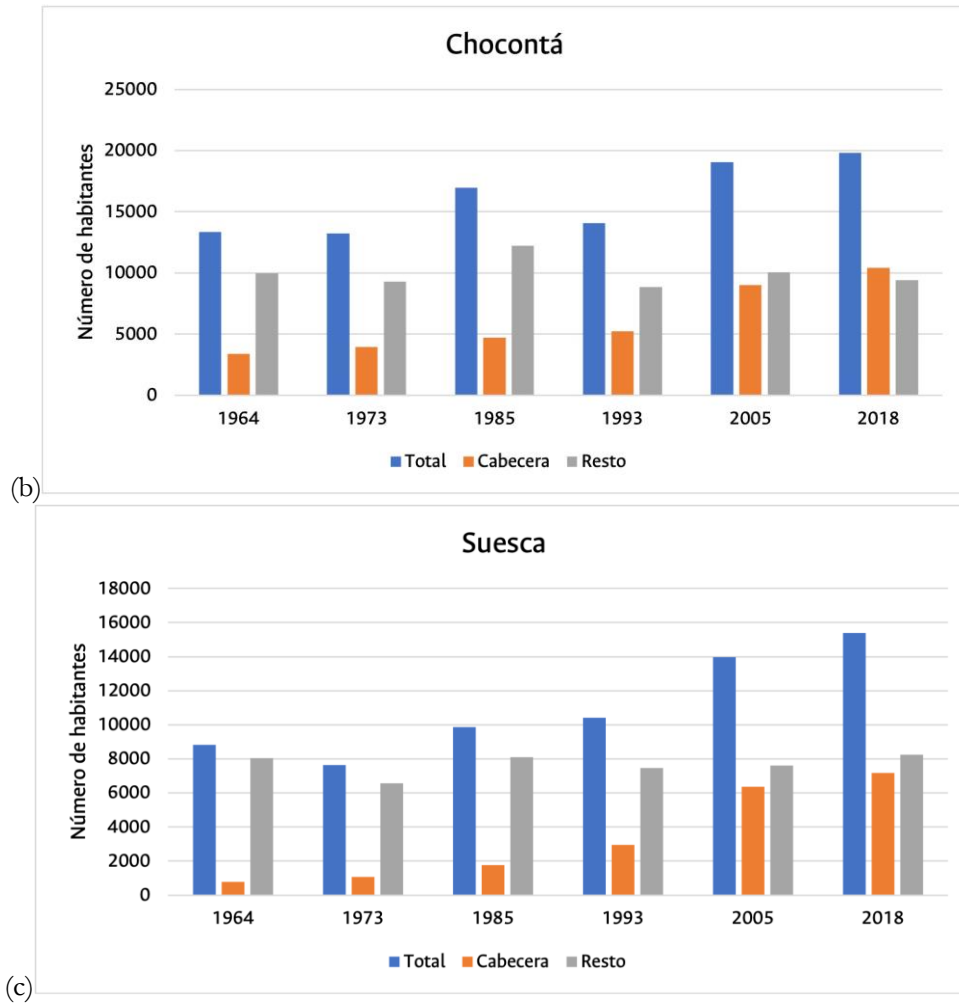 Chocontá
25000
20000
15000
10000
5000
0
Número de habitantes
1964 1973 1985 1993 2005 2018
Total Cabecera Resto
(b)
Suesca
18000
16000
14000
12000
10000
8000
6000
4000
2000
0
Número de habitantes
1964 1973 1985 1993 2005 2018
Total Cabecera Resto
(c)